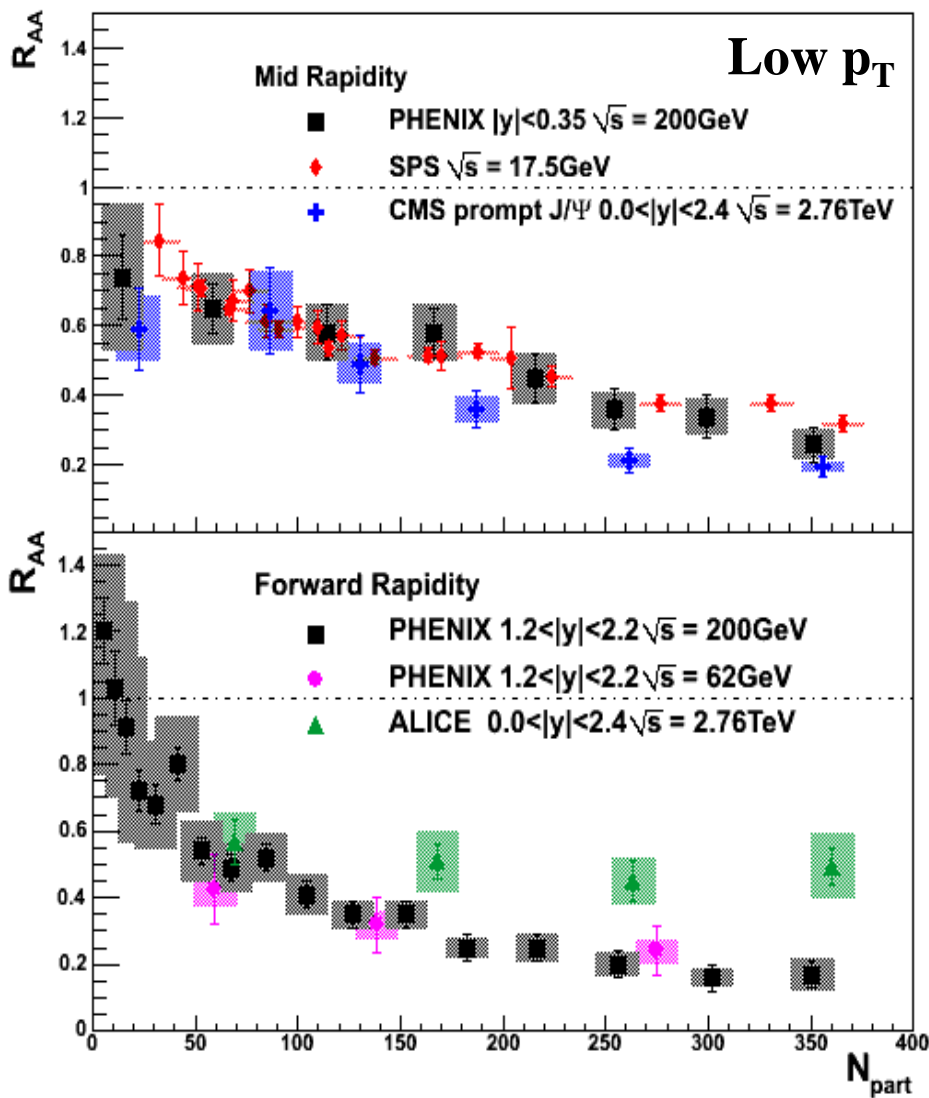 Low pT
RAA
Mid Rapidity
PHENIX |y|<0.35 √s = 200GeV
SPS √s = 17.5GeV
CMS prompt J/Ψ 0.0<|y|<2.4 √s = 2.76TeV
1.4
1.2
1
0.8
0.6
0.4
0.2
RAA
Forward Rapidity
PHENIX 1.2<|y|<2.2 √s = 200GeV
PHENIX 1.2<|y|<2.2 √s = 62GeV
ALICE 0.0<|y|<2.4 √s = 2.76TeV
1.4
1.2
1
0.8
0.6
0.4
0.2
0
0 50 100 150 200 250 300 350 400
Npart